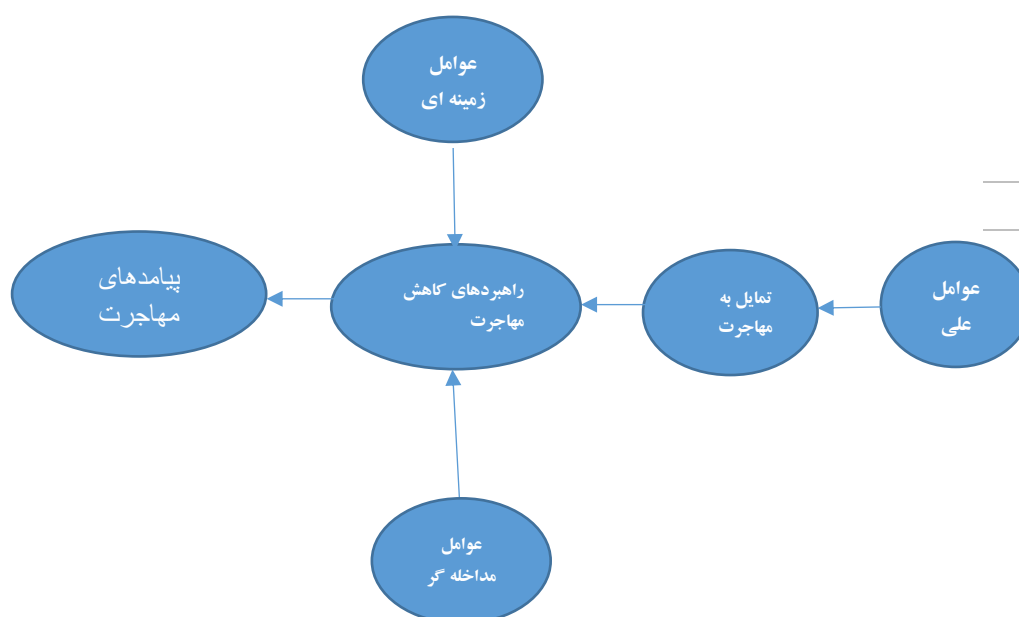 عوامل
زمینه ای
عوامل
علی
تمایل به
مهاجرت
راهبردهای کاهش
مهاجرت
پیامدهای
مهاجرت
عوامل
مداخله گر